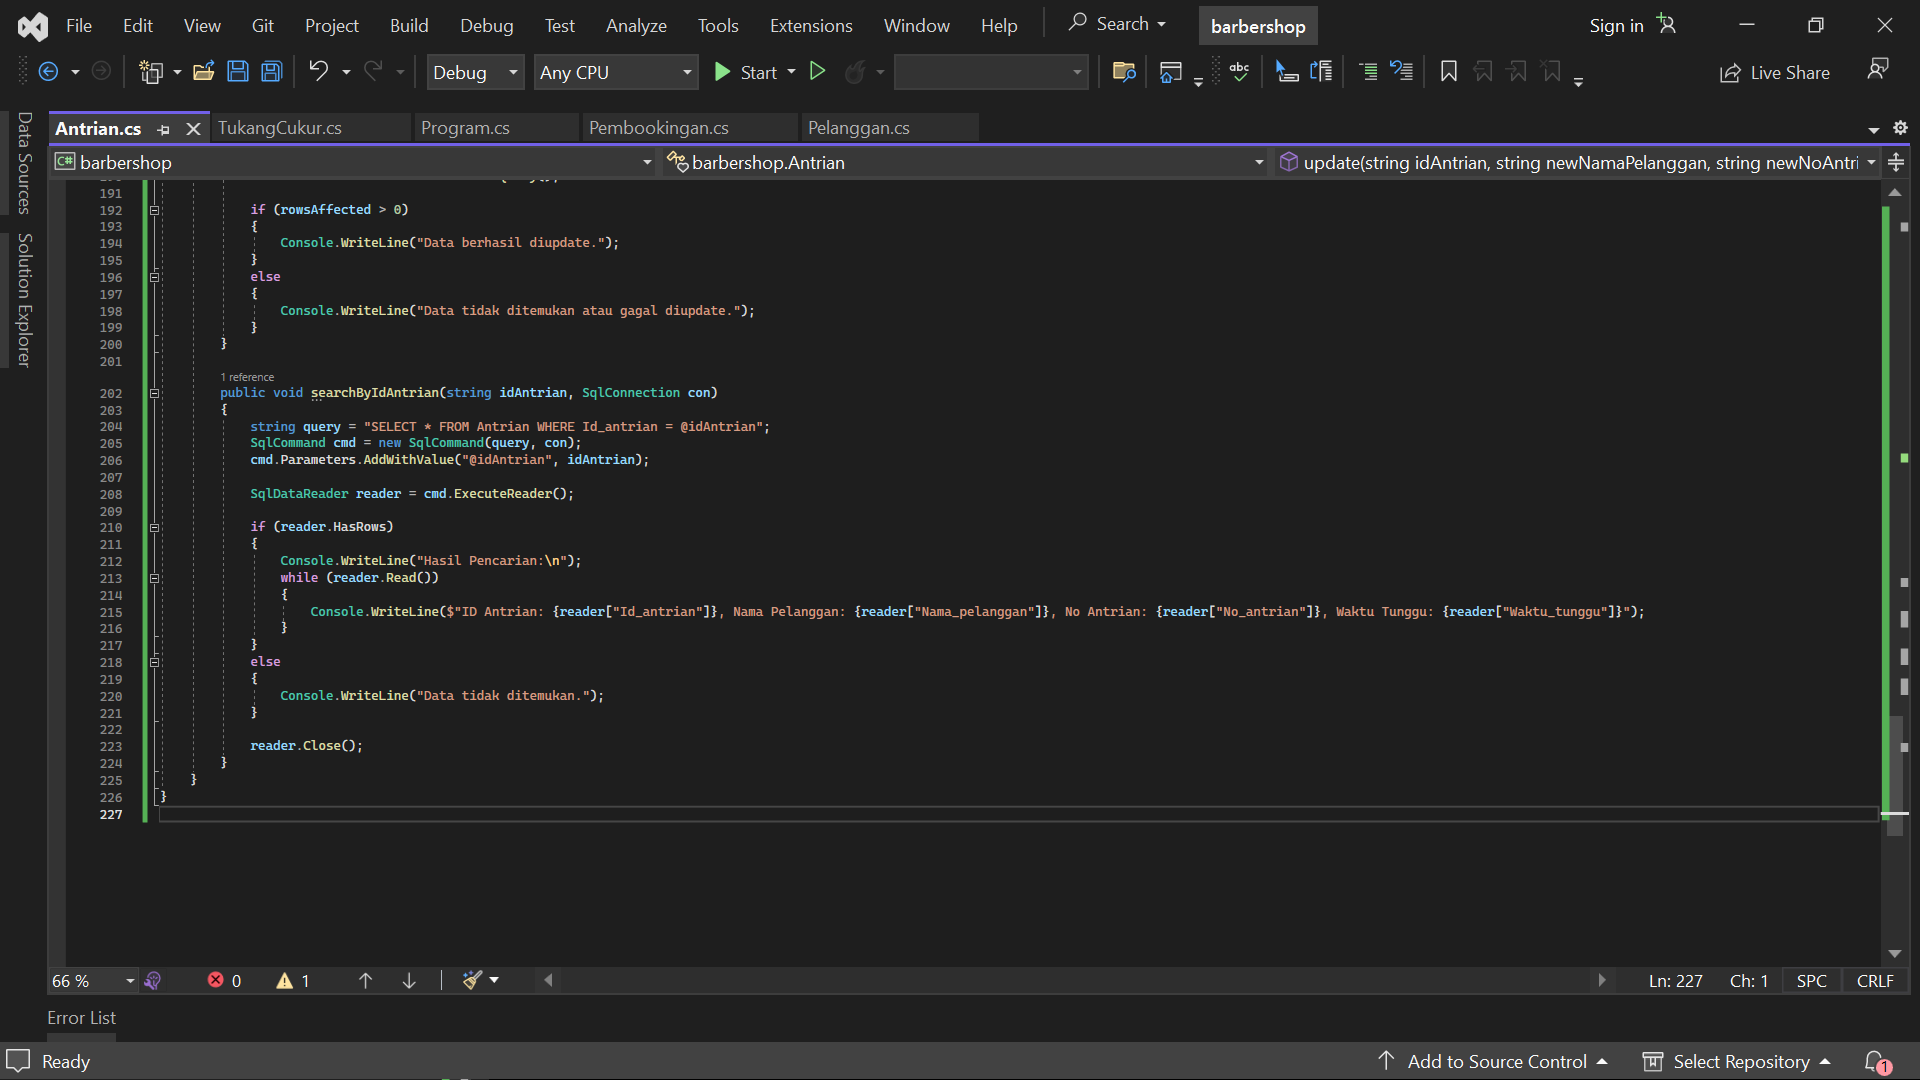 File Edit View Git Project Build Debug Test Analyze Tools Extensions Window Help Search barbershop Sign in
Debug Any CPU Start abc Live Share
Antrian.cs TukangCukur.cs Program.cs Pembookingan.cs Pelanggan.cs
C# barbershop barbershop.Antrian update(string idAntrian, string newNamaPelanggan, string newNoAntri
Data Sources
Solution Explorer
191
192 if (rowsAffected > 0)
193 {
194 Console.WriteLine("Data berhasil diupdate.");
195 }
196 else
197 {
198 Console.WriteLine("Data tidak ditemukan atau gagal diupdate.");
199 }
200 }
201
1 reference
202 public void searchByIdAntrian(string idAntrian, SqlConnection con)
203 {
204 string query = "SELECT * FROM Antrian WHERE Id_antrian = @idAntrian";
205 SqlCommand cmd = new SqlCommand(query, con);
206 cmd.Parameters.AddWithValue("@idAntrian", idAntrian);
207
208 SqlDataReader reader = cmd.ExecuteReader();
209
210 if (reader.HasRows)
211 {
212 Console.WriteLine("Hasil Pencarian:\n");
213 while (reader.Read())
214 {
215 Console.WriteLine($"ID Antrian: {reader["Id_antrian"]}, Nama Pelanggan: {reader["Nama_pelanggan"]}, No Antrian: {reader["No_antrian"]}, Waktu Tunggu: {reader["Waktu_tunggu"]}");
216 }
217 }
218 else
219 {
220 Console.WriteLine("Data tidak ditemukan.");
221 }
222
223 reader.Close();
224 }
225 }
226 }
227
66 % 0 1 Ln: 227 Ch: 1 SPC CRLF
Error List
Ready Add to Source Control Select Repository 1